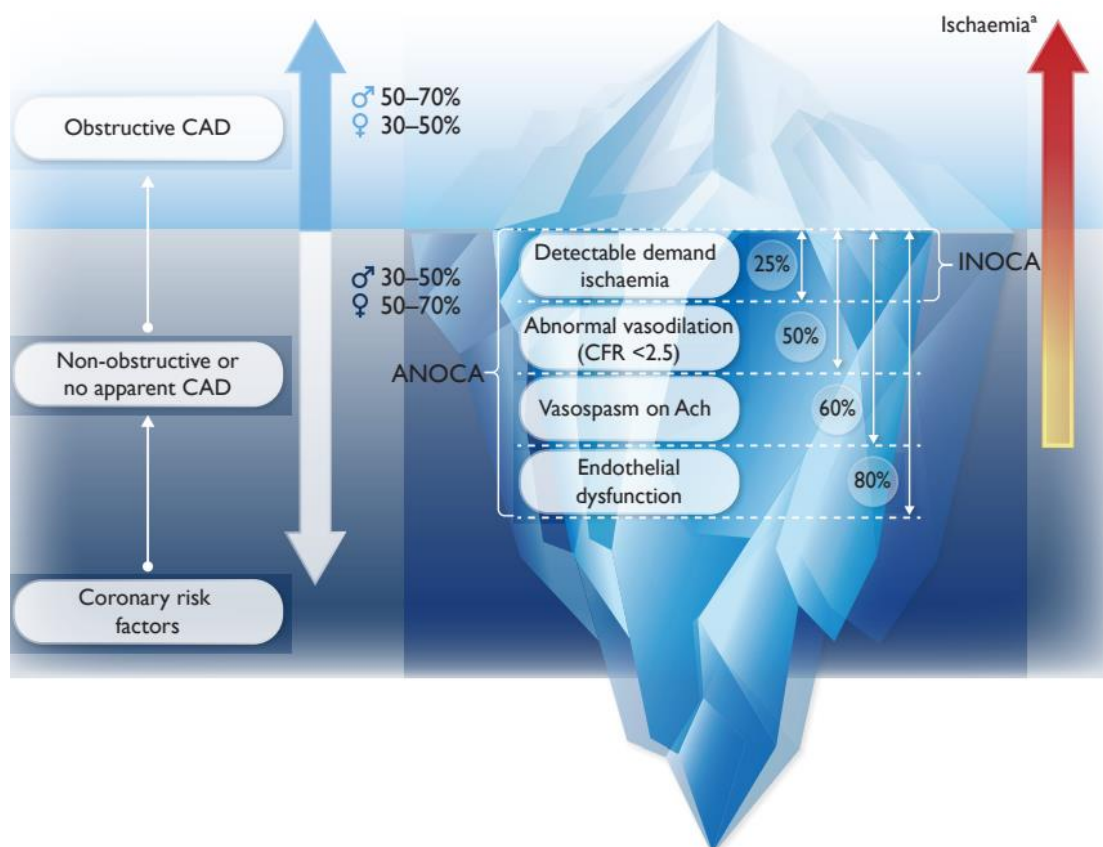 Ischaemiaᵃ
♂ 50–70%
♀ 30–50%
Obstructive CAD
Detectable demand
ischaemia
25%
INOCA
♂ 30–50%
♀ 50–70%
Abnormal vasodilation
(CFR <2.5)
50%
Non-obstructive or
no apparent CAD
ANOCA
Vasospasm on Ach
60%
Endothelial
dysfunction
80%
Coronary risk
factors